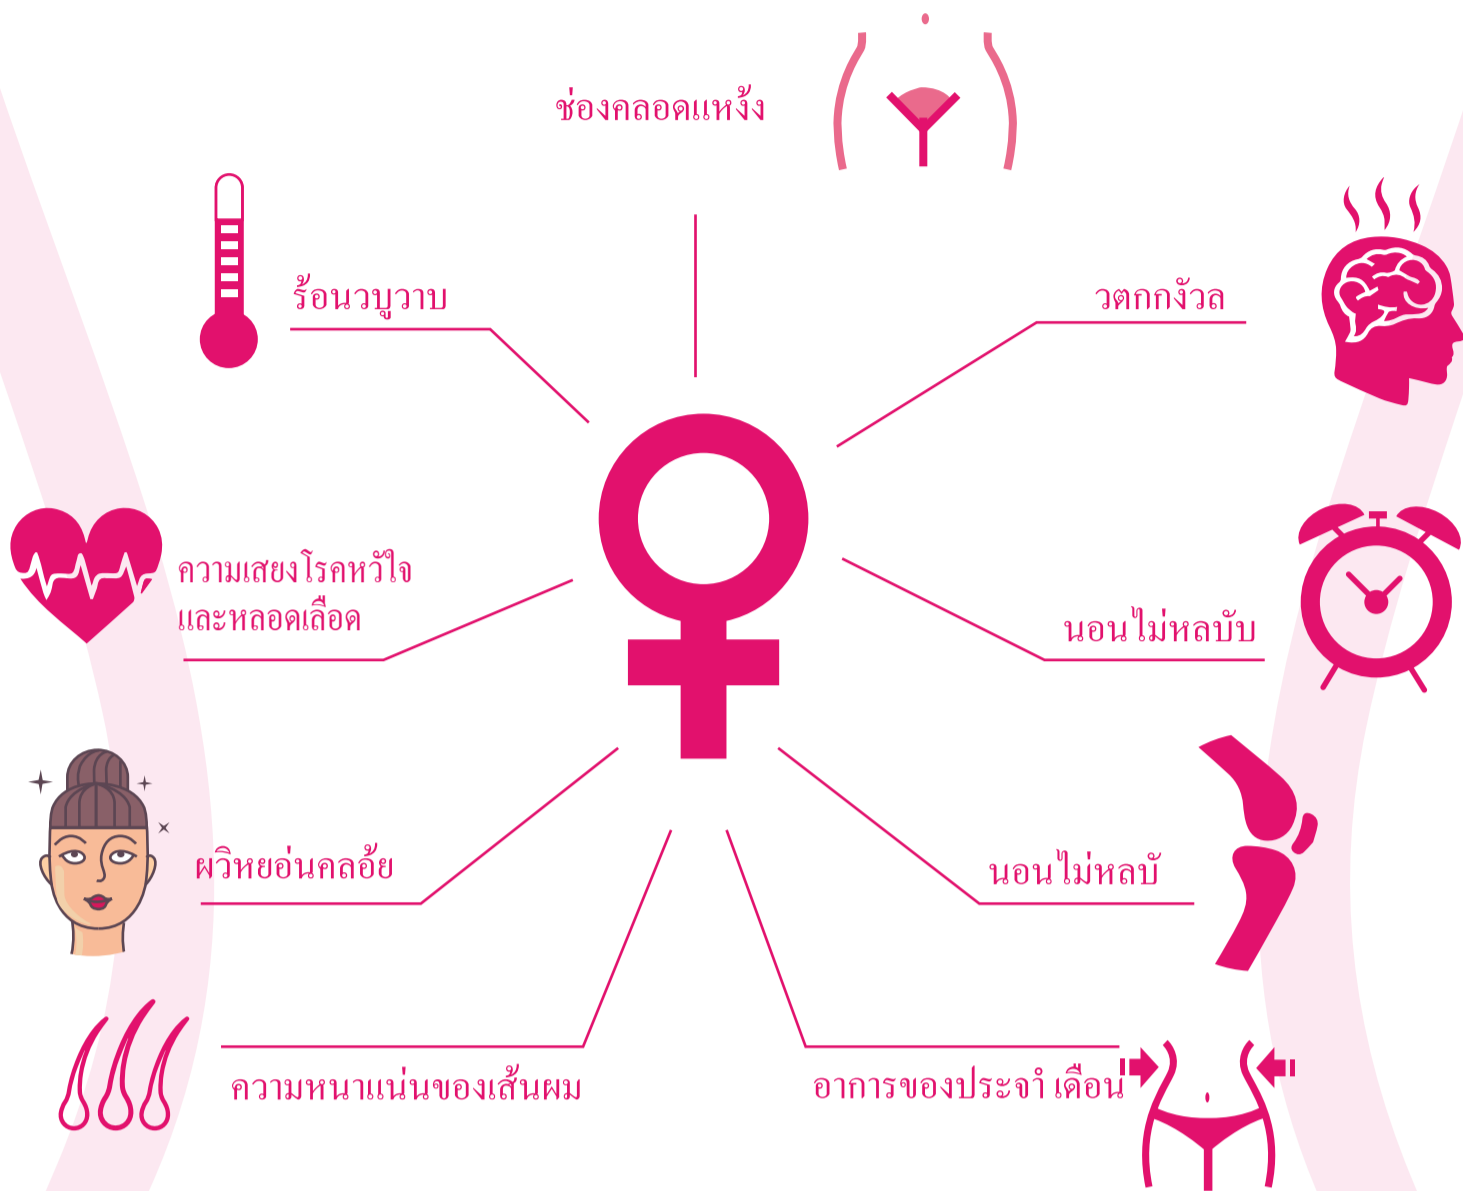 ช่องคลอดแหง้ง
ร้อนวบูวาบ
วตกกงัวล
ความเสยงโรคหวัใจ
และหลอดเลือด
นอนไม่หลบับ
ผวิหยอ่นคลอ้ย
นอนไม่หลบั
ความหนาแน่นของเส้นผม
อาการของประจาํ เดือน